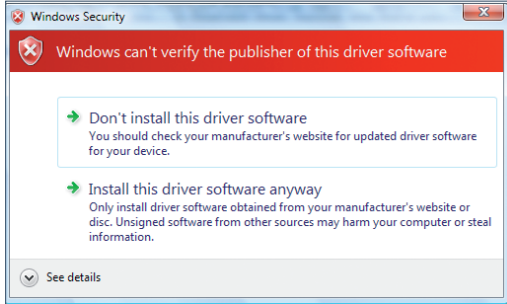 Windows Security
Windows can't verify the publisher of this driver software
Don't install this driver software
You should check your manufacturer's website for updated driver software
for your device.
Install this driver software anyway
Only install driver software obtained from your manufacturer's website or
disc. Unsigned software from other sources may harm your computer or steal
information.
See details